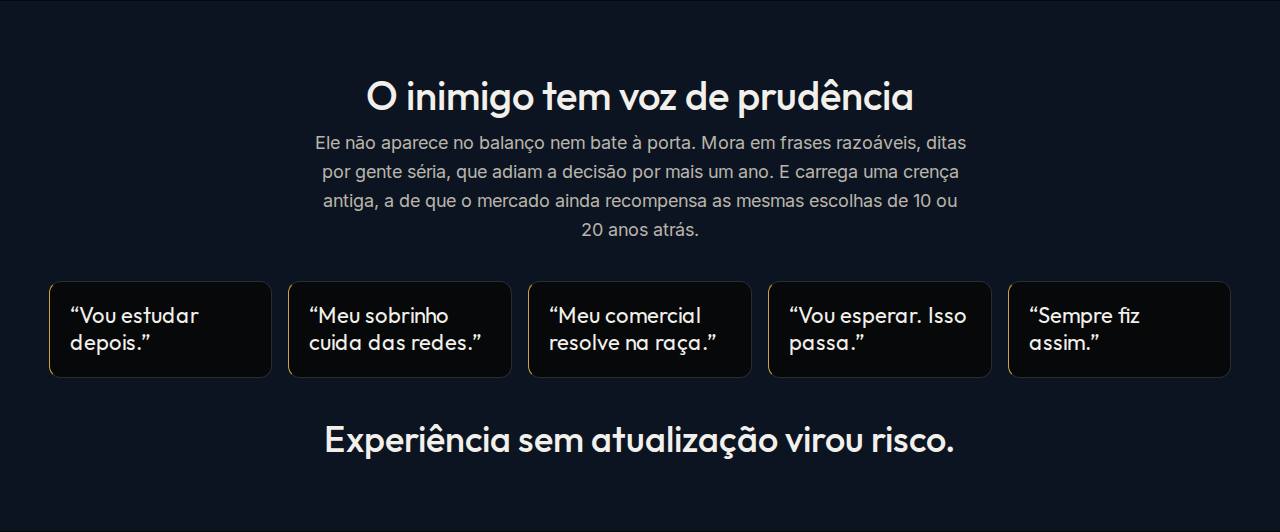 O inimigo tem voz de prudência
Ele não aparece no balanço nem bate à porta. Mora em frases razoáveis, ditas
por gente séria, que adiam a decisão por mais um ano. E carrega uma crença
antiga, a de que o mercado ainda recompensa as mesmas escolhas de 10 ou
20 anos atrás.
“Vou estudar
depois.”
“Meu sobrinho
cuida das redes.”
“Meu comercial
resolve na raça.”
“Vou esperar. Isso
passa.”
“Sempre fiz
assim.”
Experiência sem atualização virou risco.